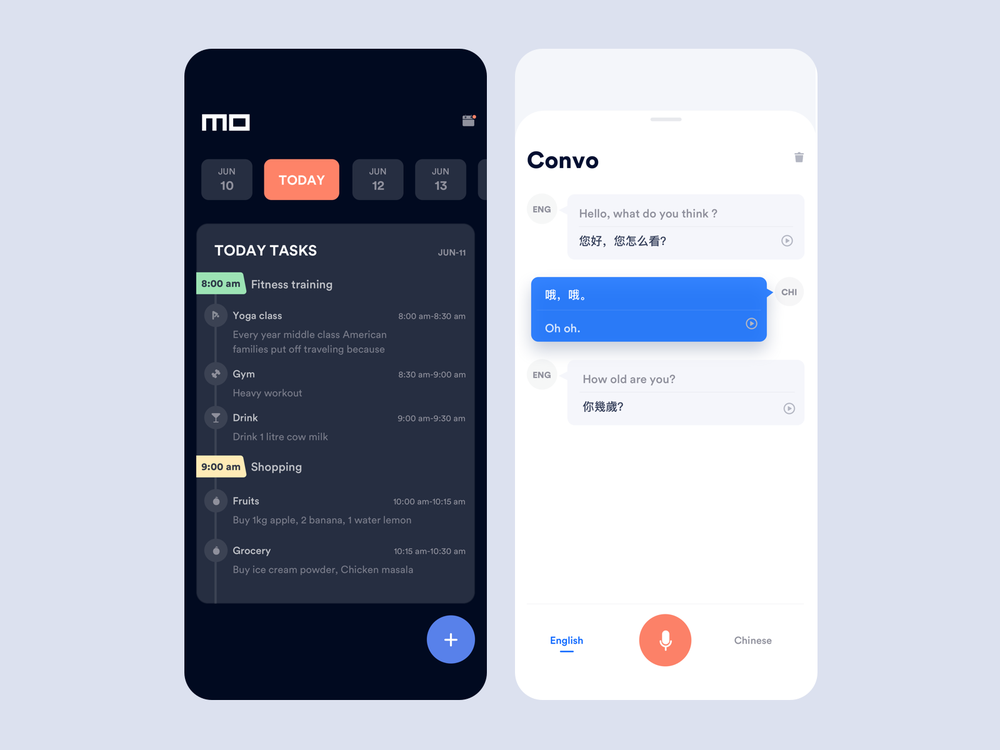 mo
JUN
10
TODAY
JUN
12
JUN
13
TODAY TASKS
JUN-11
8:00 am Fitness training
Yoga class 8:00 am-8:30 am
Every year middle class American
families put off traveling because
Gym 8:30 am-9:00 am
Heavy workout
Drink 9:00 am-9:30 am
Drink 1 litre cow milk
9:00 am Shopping
Fruits 10:00 am-10:15 am
Buy 1kg apple, 2 banana, 1 water lemon
Grocery 10:15 am-10:30 am
Buy ice cream powder, Chicken masala
Convo
ENG
Hello, what do you think ?
您好，您怎么看?
哦，哦。
CHI
Oh oh.
ENG
How old are you?
你幾歲?
English
Chinese